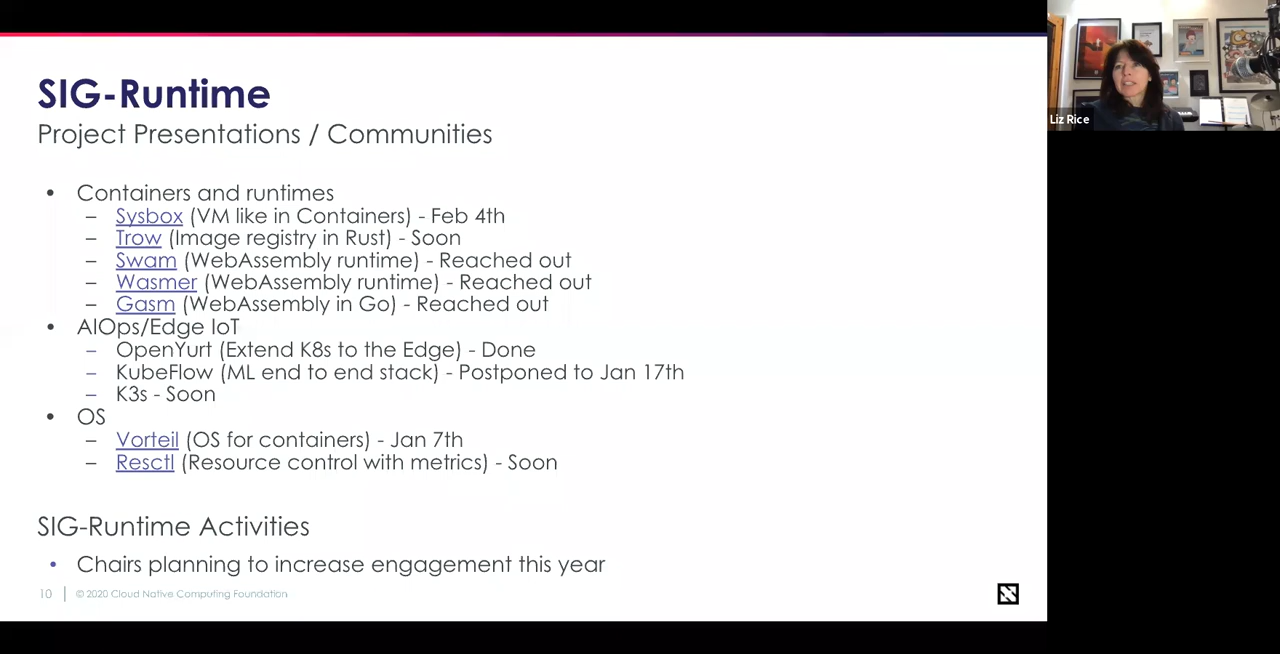 SIG-Runtime
Project Presentations / Communities
• Containers and runtimes
– Sysbox (VM like in Containers) - Feb 4th
– Trow (Image registry in Rust) - Soon
– Swam (WebAssembly runtime) - Reached out
– Wasmer (WebAssembly runtime) - Reached out
– Gasm (WebAssembly in Go) - Reached out
• AIOps/Edge IoT
– OpenYurt (Extend K8s to the Edge) - Done
– KubeFlow (ML end to end stack) - Postponed to Jan 17th
– K3s - Soon
• OS
– Vorteil (OS for containers) - Jan 7th
– Resctl (Resource control with metrics) - Soon
SIG-Runtime Activities
• Chairs planning to increase engagement this year
10 | © 2020 Cloud Native Computing Foundation
Liz Rice